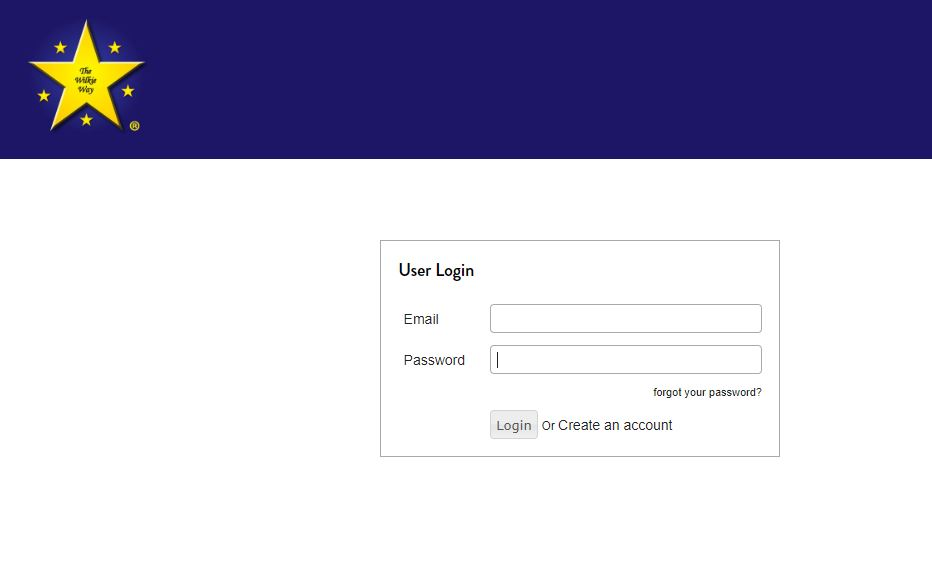 The
Wilkie
Way
®
User Login
Email
Password
forgot your password?
Login Or Create an account